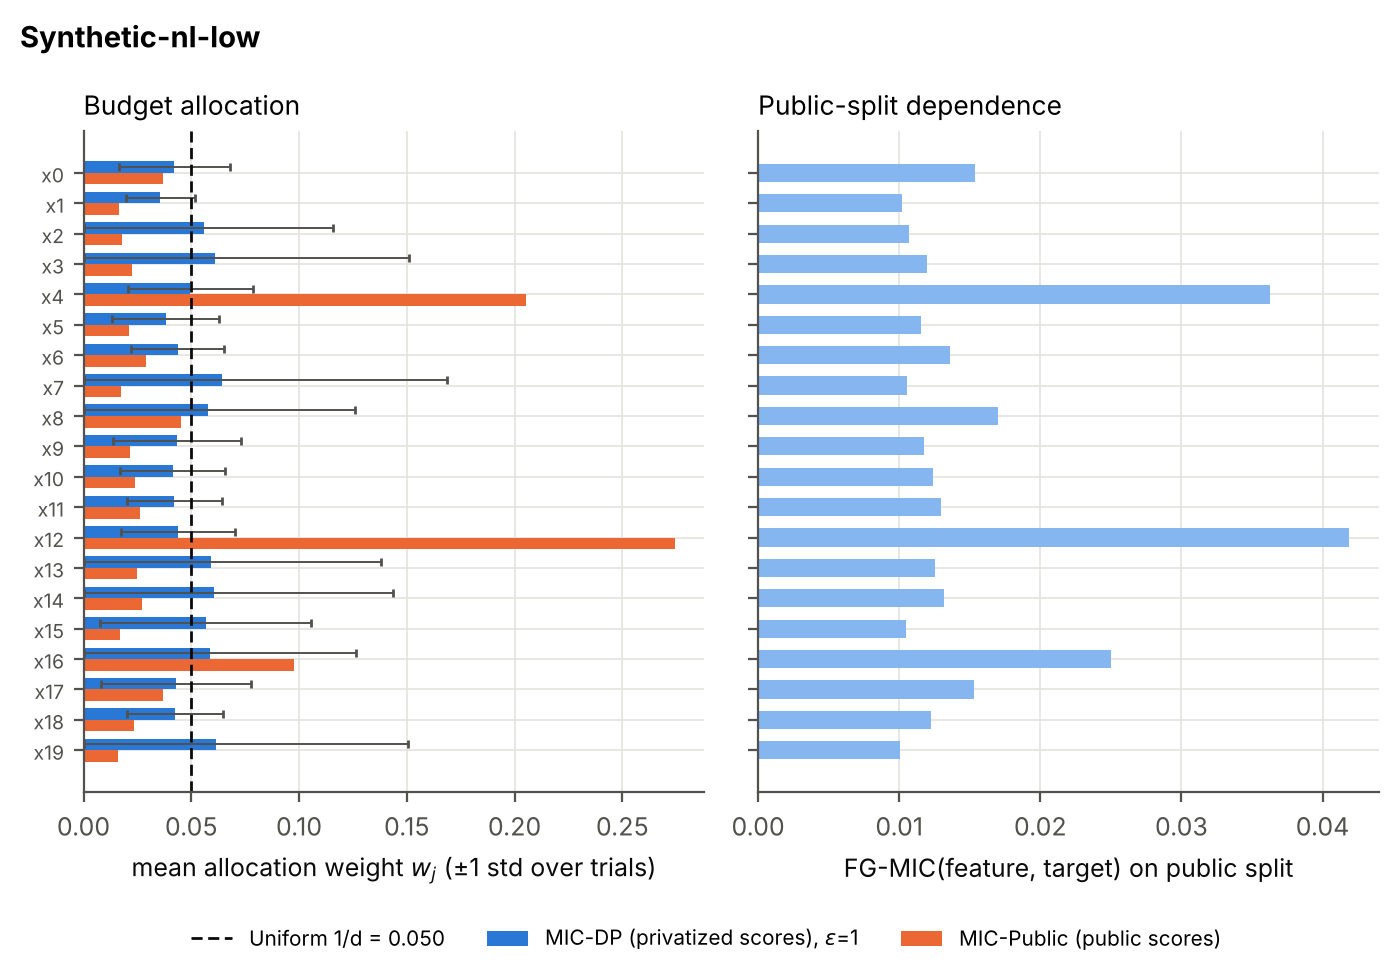 Synthetic-nl-low
Budget allocation
x0
x1
x2
x3
x4
x5
x6
x7
x8
x9
x10
x11
x12
x13
x14
x15
x16
x17
x18
x19
0.00 0.05 0.10 0.15 0.20 0.25
mean allocation weight wⱼ (±1 std over trials)
Public-split dependence
0.00 0.01 0.02 0.03 0.04
FG-MIC(feature, target) on public split
Uniform 1/d = 0.050
MIC-DP (privatized scores), ε=1
MIC-Public (public scores)